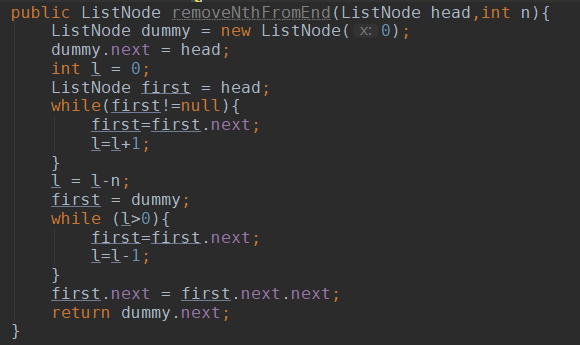 public ListNode removeNthFromEnd(ListNode head,int n){
    ListNode dummy = new ListNode( x: 0);
    dummy.next = head;
    int l = 0;
    ListNode first = head;
    while(first!=null){
        first=first.next;
        l=l+1;
    }
    l = l-n;
    first = dummy;
    while (l>0){
        first=first.next;
        l=l-1;
    }
    first.next = first.next.next;
    return dummy.next;
}